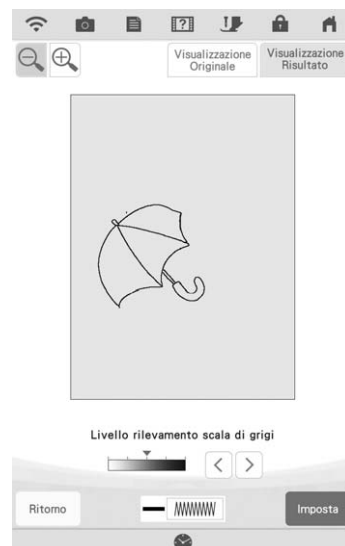 Visualizzazione
Originale
Visualizzazione
Risultato
Livello rilevamento scala di grigi
Ritorno
Imposta